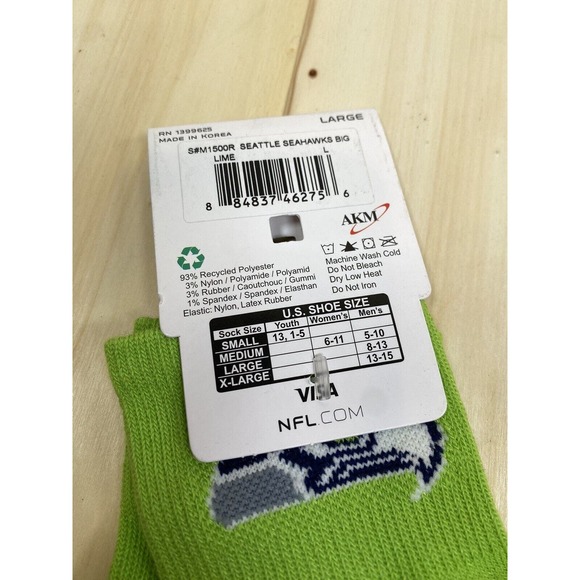 RN 1399625
MADE IN KOREA
LARGE
S#M1500R SEATTLE SEAHAWKS BIG
LIME L
8 84837 46275 6
AKM
93% Recycled Polyester
3% Nylon / Polyamide / Polyamid
3% Rubber / Caoutchouc / Gummi
1% Spandex / Spandex / Elasthan
Elastic: Nylon, Latex Rubber
Machine Wash Cold
Do Not Bleach
Dry Low Heat
Do Not Iron
U.S. SHOE SIZE
Sock Size Youth Women's Men's
SMALL 13, 1-5
MEDIUM 6-11 5-10
LARGE 8-13
X-LARGE 13-15
VISA
NFL.COM